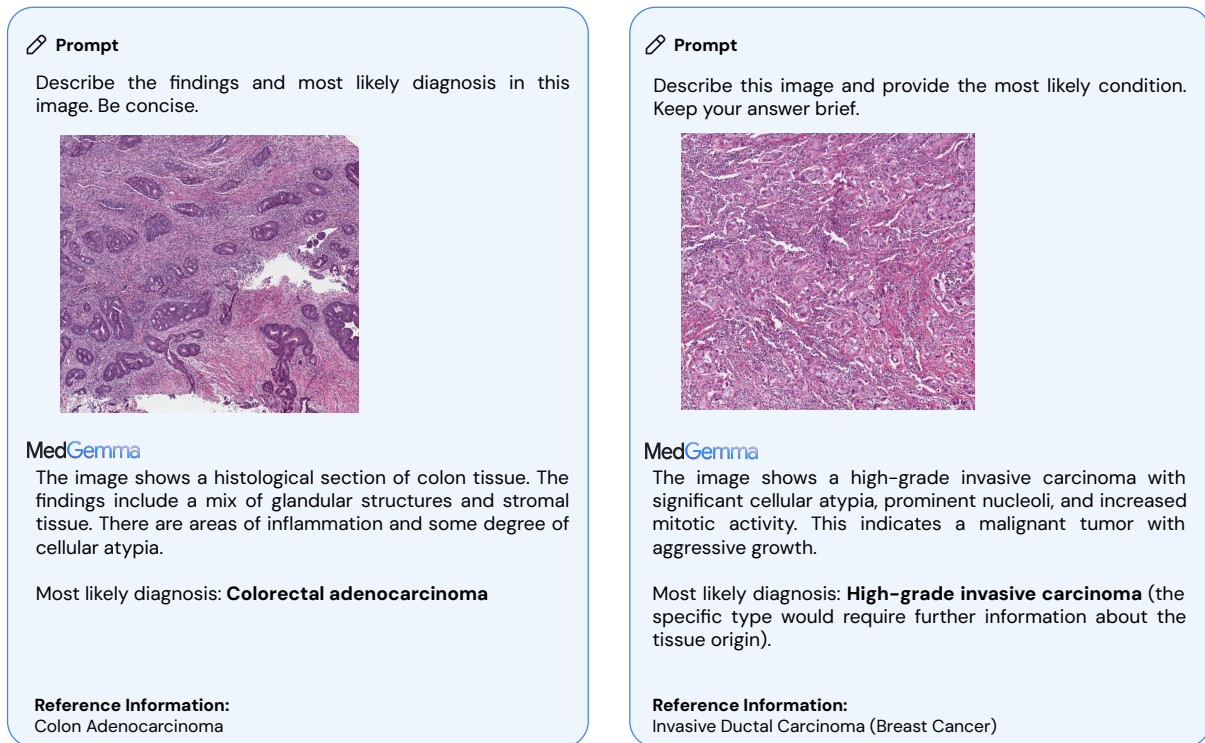 Prompt
Describe the findings and most likely diagnosis in this
image. Be concise.
MedGemma
The image shows a histological section of colon tissue. The
findings include a mix of glandular structures and stromal
tissue. There are areas of inflammation and some degree of
cellular atypia.
Most likely diagnosis: Colorectal adenocarcinoma
Reference Information:
Colon Adenocarcinoma
Prompt
Describe this image and provide the most likely condition.
Keep your answer brief.
MedGemma
The image shows a high-grade invasive carcinoma with
significant cellular atypia, prominent nucleoli, and increased
mitotic activity. This indicates a malignant tumor with
aggressive growth.
Most likely diagnosis: High-grade invasive carcinoma (the
specific type would require further information about the
tissue origin).
Reference Information:
Invasive Ductal Carcinoma (Breast Cancer)